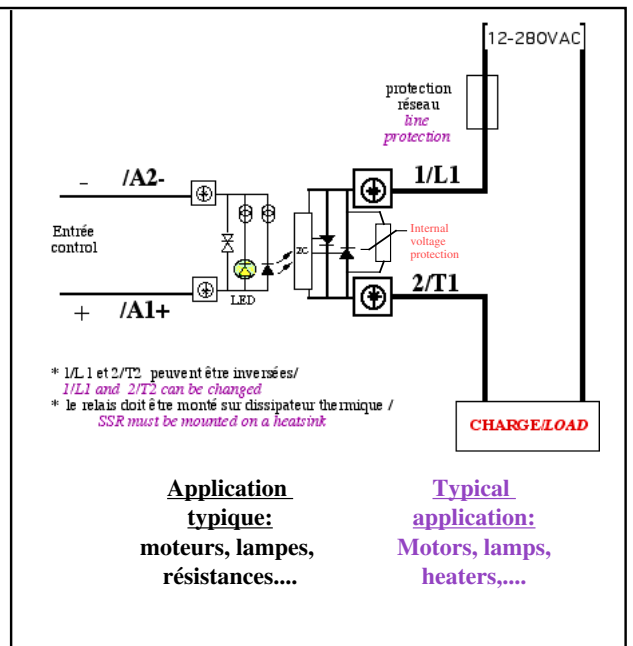 12-280VAC
protection
réseau
line
protection
- /A2-
1/L1
Entrée
control
ZC
Internal
voltage
protection
LED
+ /A1+
2/T1
* 1/L1 et 2/T2 peuvent être inversées/
1/L1 and 2/T2 can be changed
* le relais doit être monté sur dissipateur thermique /
SSR must be mounted on a heatsink
CHARGE/LOAD
Application
typique:
moteurs, lampes,
résistances....
Typical
application:
Motors, lamps,
heaters,....